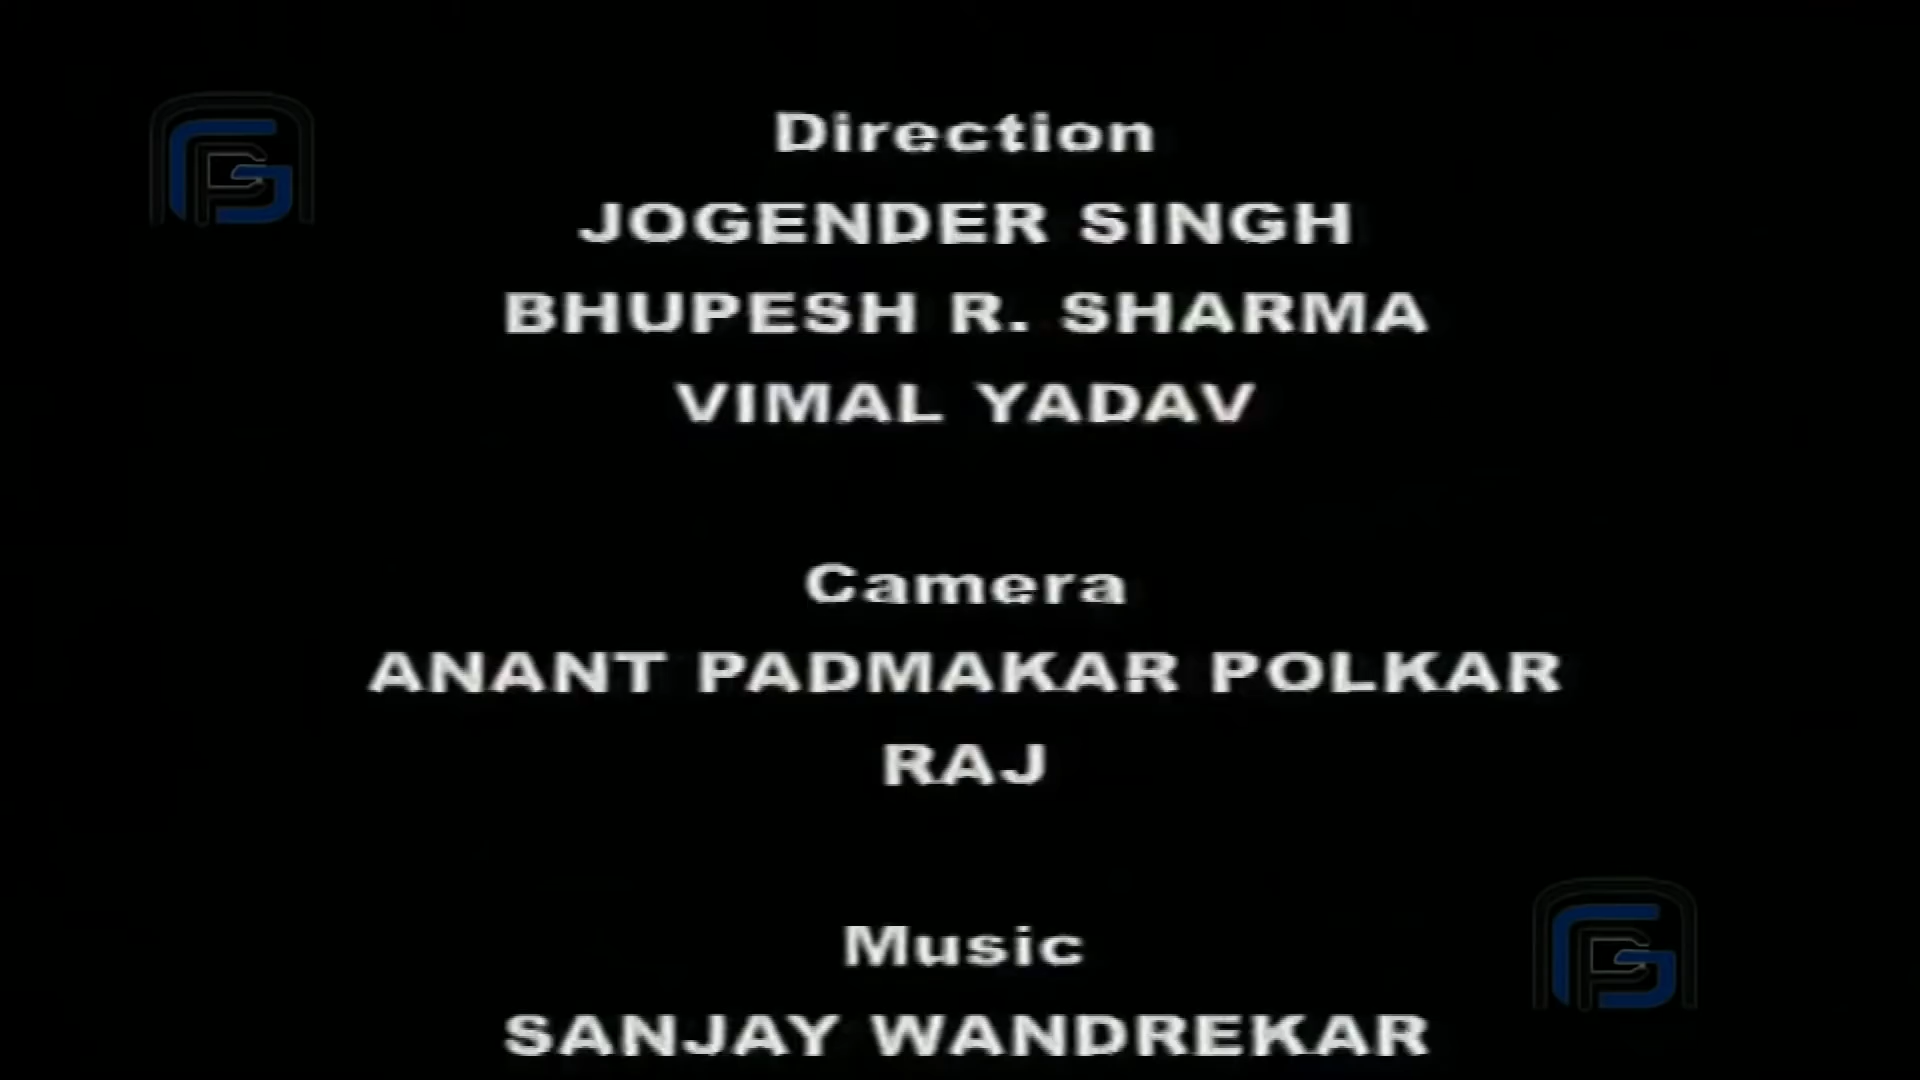 Direction
JOGENDER SINGH
BHUPESH R. SHARMA
VIMAL YADAV
Camera
ANANT PADMAKAR POLKAR
RAJ
Music
SANJAY WANDREKAR